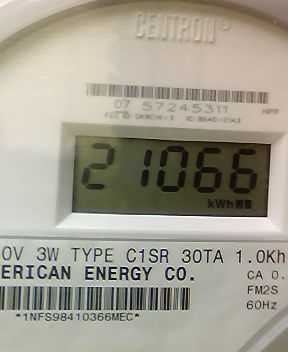 CENTRON®
07 57245311
21066
kWh
0V 3W TYPE C1SR 30TA 1.0Kh
ERICAN ENERGY CO.
CA 0.
FM2S
60Hz
*1NFS98410366MEC*